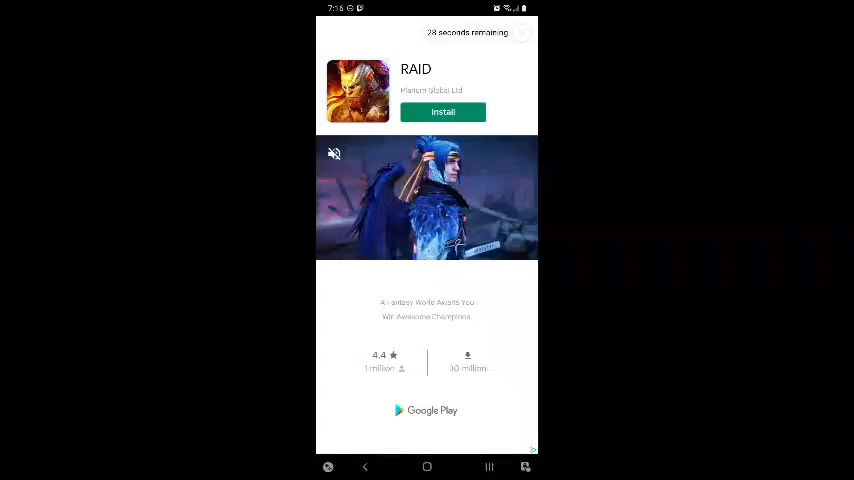 7:16
28 seconds remaining
RAID
Plarium Global Ltd
Install
A Fantasy World Awaits You
Win Awesome Champions
4.4
1 million
30 million...
Google Play